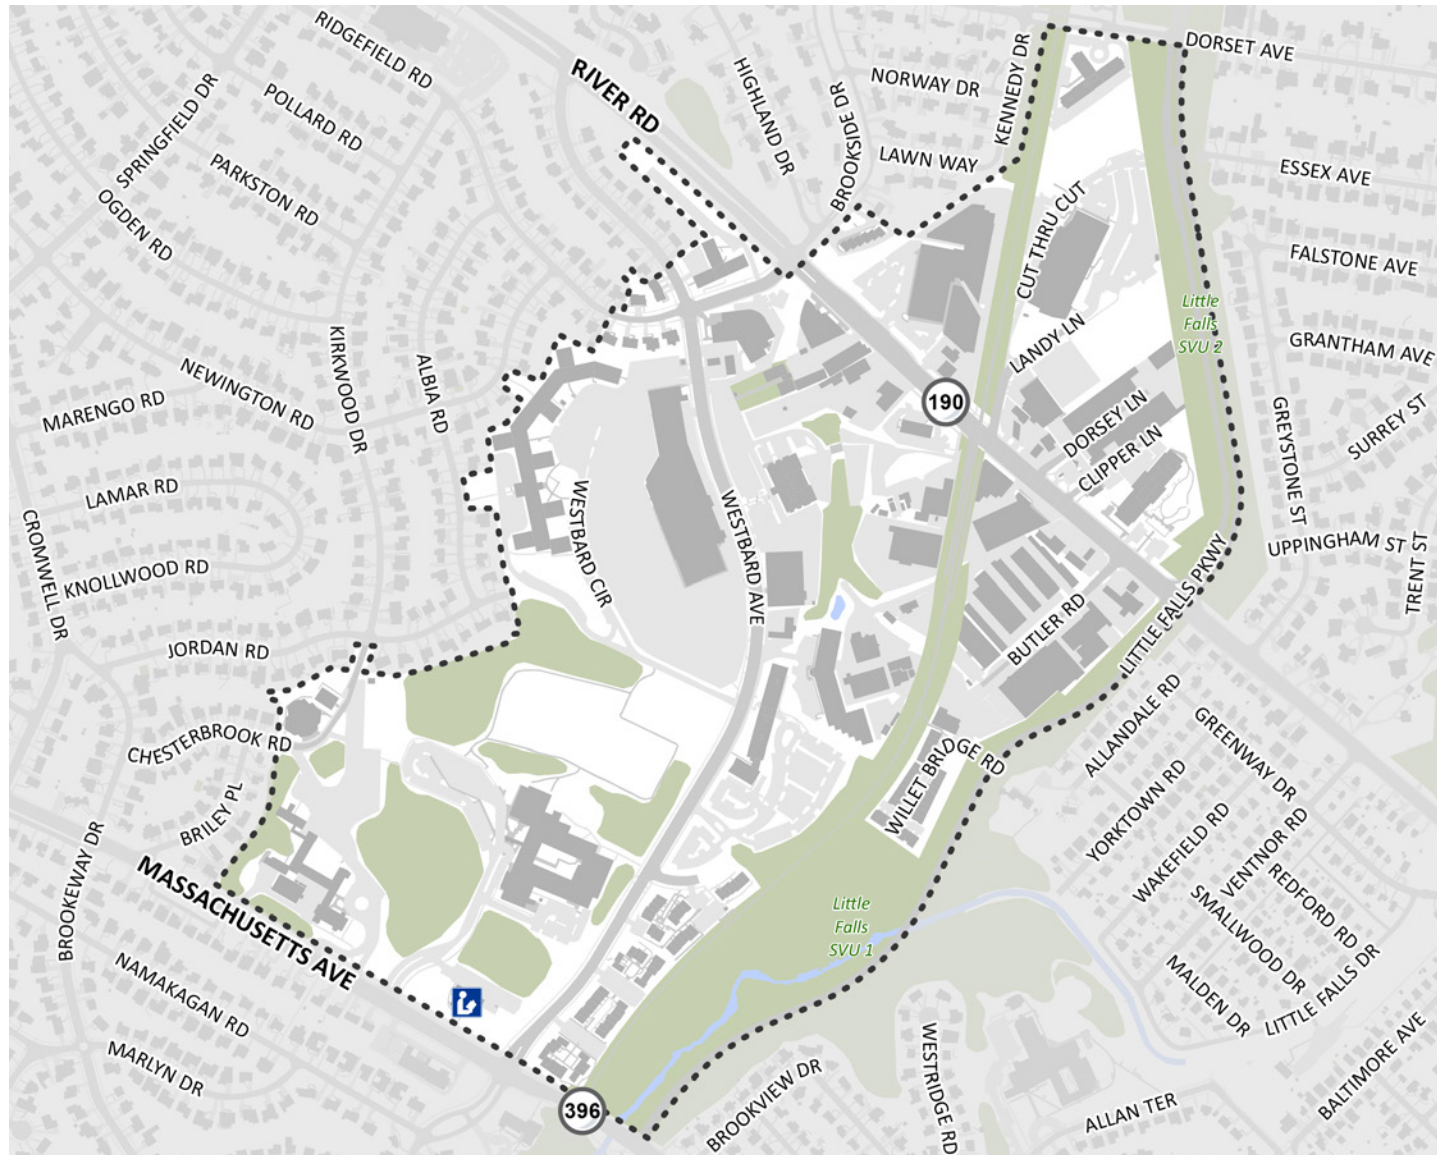 RIDGEFIELD RD
POLLARD RD
O SPRINGFIELD DR
PARKSTON RD
OGDEN RD
RIVER RD
HIGHLAND DR
BROOKSIDE DR
NORWAY DR
LAWN WAY
KENNEDY DR
DORSET AVE
ESSEX AVE
FALSTONE AVE
GRANTHAM AVE
SURREY ST
GREYSTONE ST
UPPINGHAM ST
TRENT ST
CUT THRU CUT
LANDY LN
Little
Falls
SVU 2
190
DORSEY LN
CLIPPER LN
KIRKWOOD DR
ALBIA RD
NEWINGTON RD
MARENGO RD
LAMAR RD
CROMWELL DR
KNOLLWOOD RD
JORDAN RD
WESTBARD CIR
WESTBARD AVE
BUTLER RD
LITTLE FALLS PKWY
CHESTERBROOK RD
BRILEY PL
BROOKEWAY DR
MASSACHUSETTS AVE
NAMAKAGAN RD
MARLYN DR
WILLET BRIDGE RD
ALLANDALE RD
GREENWAY DR
YORKTOWN RD
WAKEFIELD RD
VENTNOR RD
REDFORD RD
SMALLWOOD DR
MALDEN DR
LITTLE FALLS DR
BALTIMORE AVE
Little
Falls
SVU 1
396
BROOKVIEW DR
WESTRIDGE RD
ALLAN TER